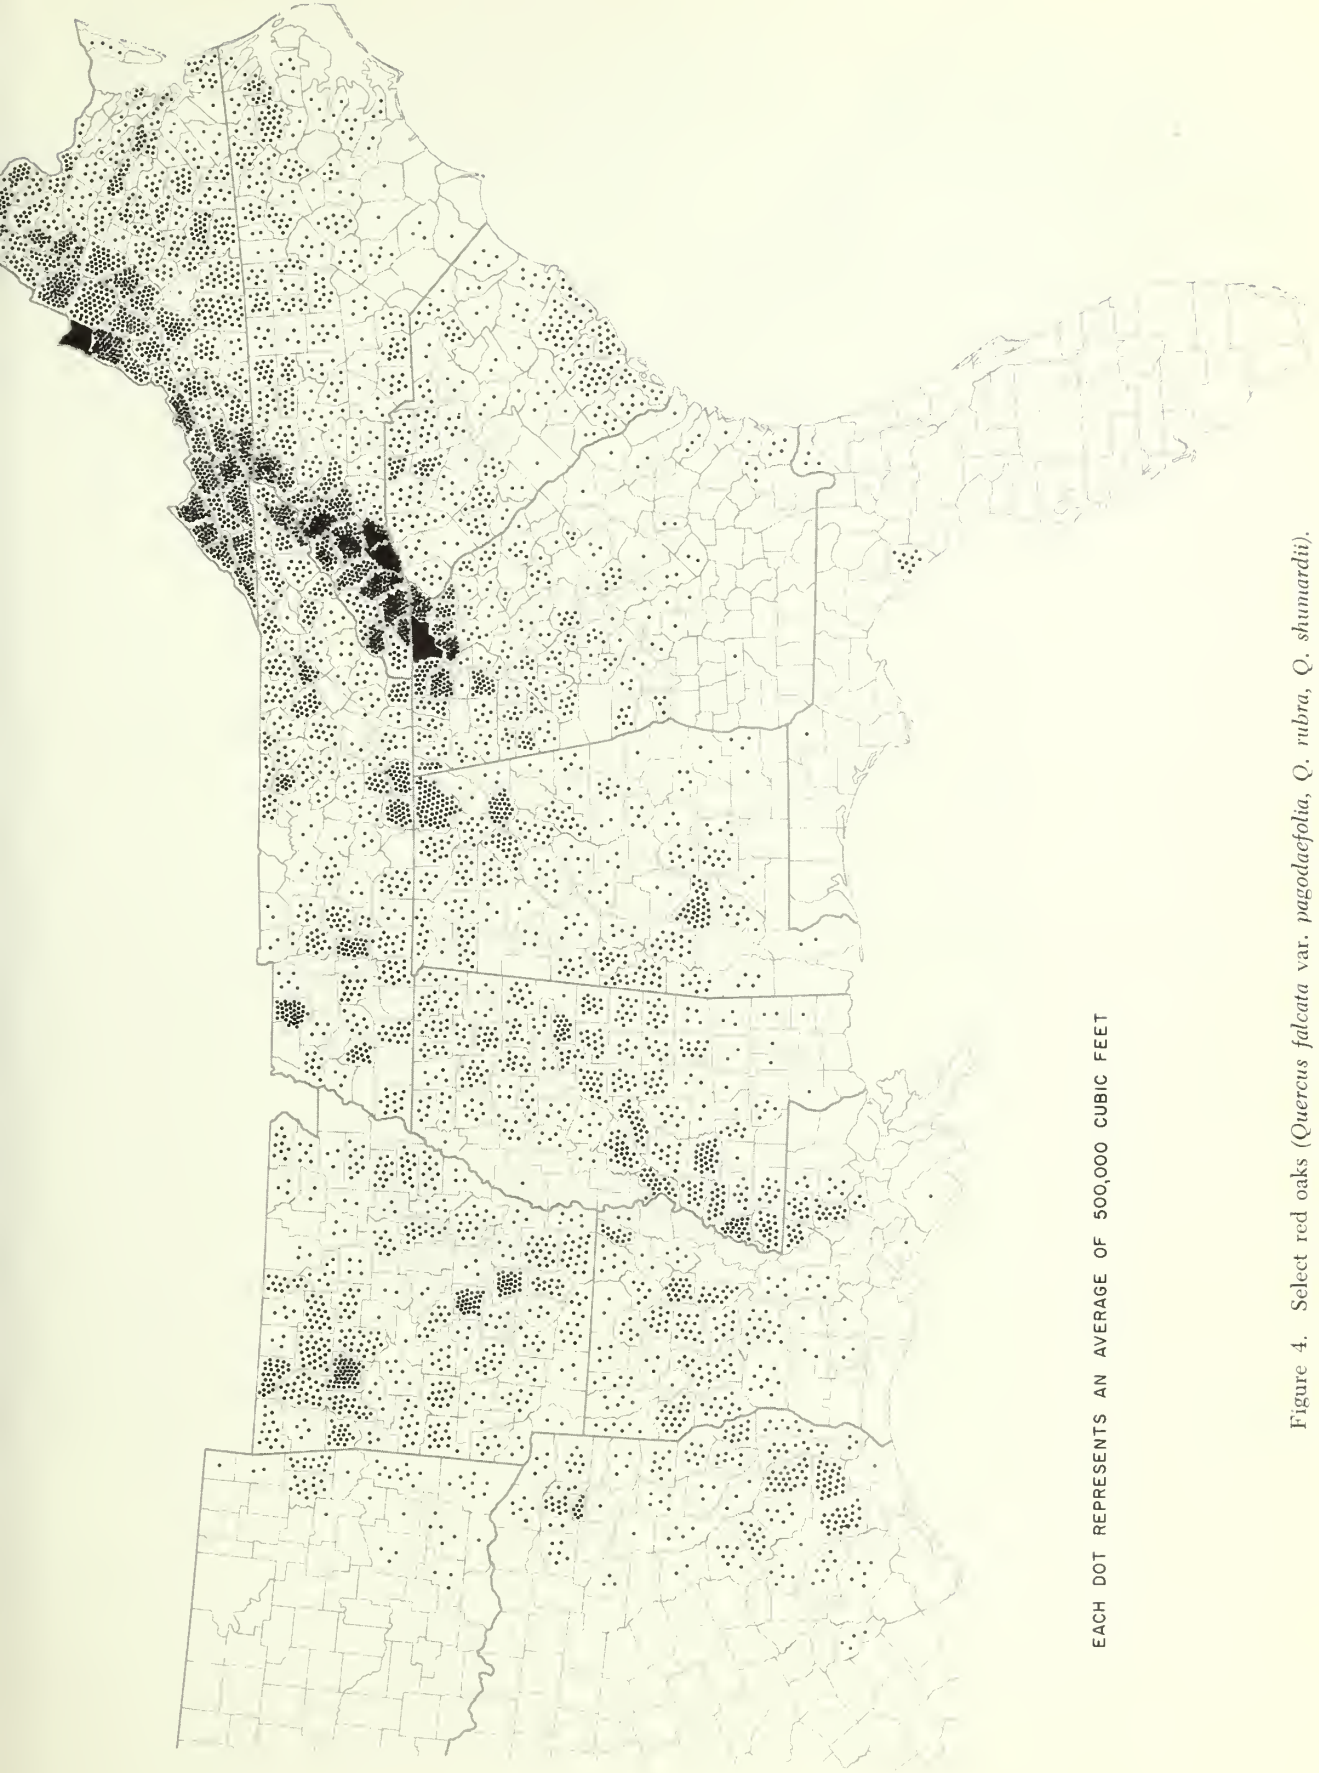 EACH DOT REPRESENTS AN AVERAGE OF 500,000 CUBIC FEET
Figure 4. Select red oaks (Quercus falcata var. pagodaefolia, Q. rubra, Q. shumardii).